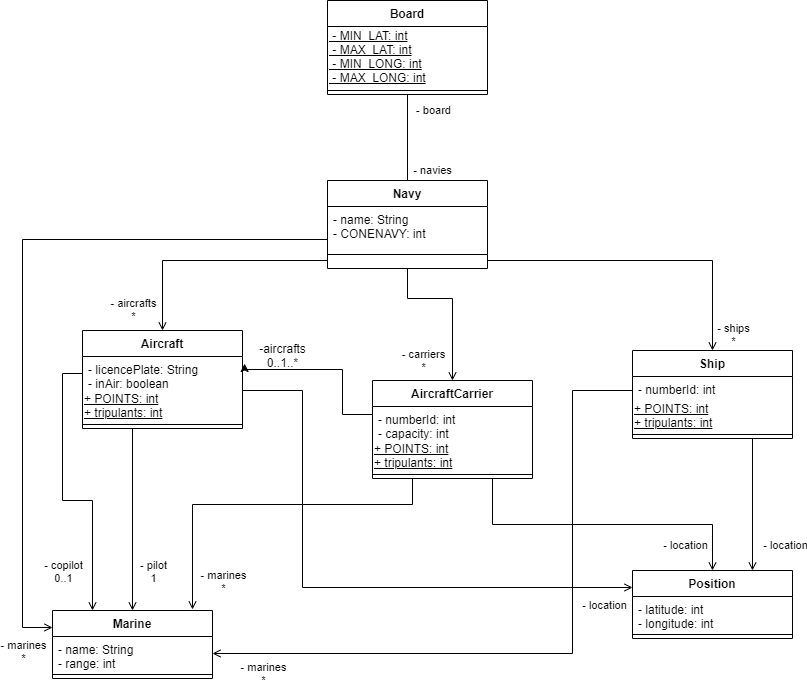 Board
- MIN_LAT: int
- MAX_LAT: int
- MIN_LONG: int
- MAX_LONG: int
- board
- navies
Navy
- name: String
- CONENAVY: int
- aircrafts
*
- ships
*
-aircrafts
0..1..*
- carriers
*
Aircraft
- licencePlate: String
- inAir: boolean
+ POINTS: int
+ tripulants: int
AircraftCarrier
- numberId: int
- capacity: int
+ POINTS: int
+ tripulants: int
Ship
- numberId: int
+ POINTS: int
+ tripulants: int
- copilot
0..1
- pilot
1
- marines
*
- location
- location
- location
Position
- latitude: int
- longitude: int
Marine
- name: String
- range: int
- marines
*
- marines
*